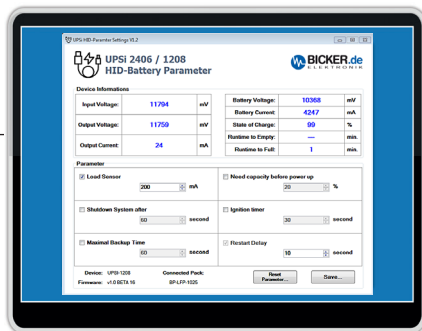 UPSi HID-Paremter Settings V1.2
UPSi 2406 / 1208
HID-Battery Parameter
BICKER.de
ELEKTRONIK
Device Informations
Input Voltage: 11794 mV
Output Voltage: 11759 mV
Output Current: 24 mA
Battery Voltage: 10368 mV
Battery Current: 4247 mA
State of Charge: 99 %
Runtime to Empty: — min.
Runtime to Full: 1 min.
Parameter
Load Sensor
200 mA
Need capacity before power up
20 %
Shutdown System after
60 second
Ignition timer
30 second
Maximal Backup Time
60 second
Restart Delay
10 second
Device: UPSI-1208 Connected Pack:
Firmware: v1.0 BETA 16 BP-LFP-1025
Reset Parameter...
Save...